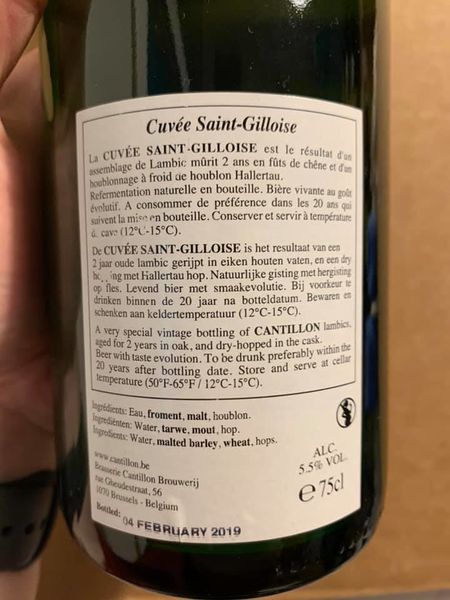 Cuvée Saint-Gilloise
La CUVÉE SAINT-GILLOISE est le résultat d'un
assemblage de Lambic mûrit 2 ans en fûts de chêne et d'un
houblonnage à froid de houblon Hallertau.
Refermentation naturelle en bouteille. Bière vivante au goût
évolutif. A consommer de préférence dans les 20 ans qui
suivent la mise en bouteille. Conserver et servir à température
cave (12°C-15°C).
De CUVÉE SAINT-GILLOISE is het resultaat van een
2 jaar oude lambic gerijpt in eiken houten vaten, en een dry
met Hallertau hop. Natuurlijke gisting met hergisting
op fles. Levend bier met smaakevolutie. Bij voorkeur te
drinken binnen de 20 jaar na botteldatum. Bewaren en
schenken aan keldertemperatuur (12°C-15°C).
A very special vintage bottling of CANTILLON lambics,
aged for 2 years in oak, and dry-hopped in the cask.
Beer with taste evolution. To be drunk preferably within the
20 years after bottling date. Store and serve at cellar
temperature (50°F-65°F / 12°C-15°C).
Ingrédients: Eau, froment, malt, houblon.
Ingrediënten: Water, tarwe, mout, hop.
Ingredients: Water, malted barley, wheat, hops.
www.cantillon.be
Brasserie Cantillon Brouwerij
rue Gheudestraat, 56
1070 Brussels - Belgium
Bottled: 04 FEBRUARY 2019
ALC.
5.5% VOL.
e 75cl